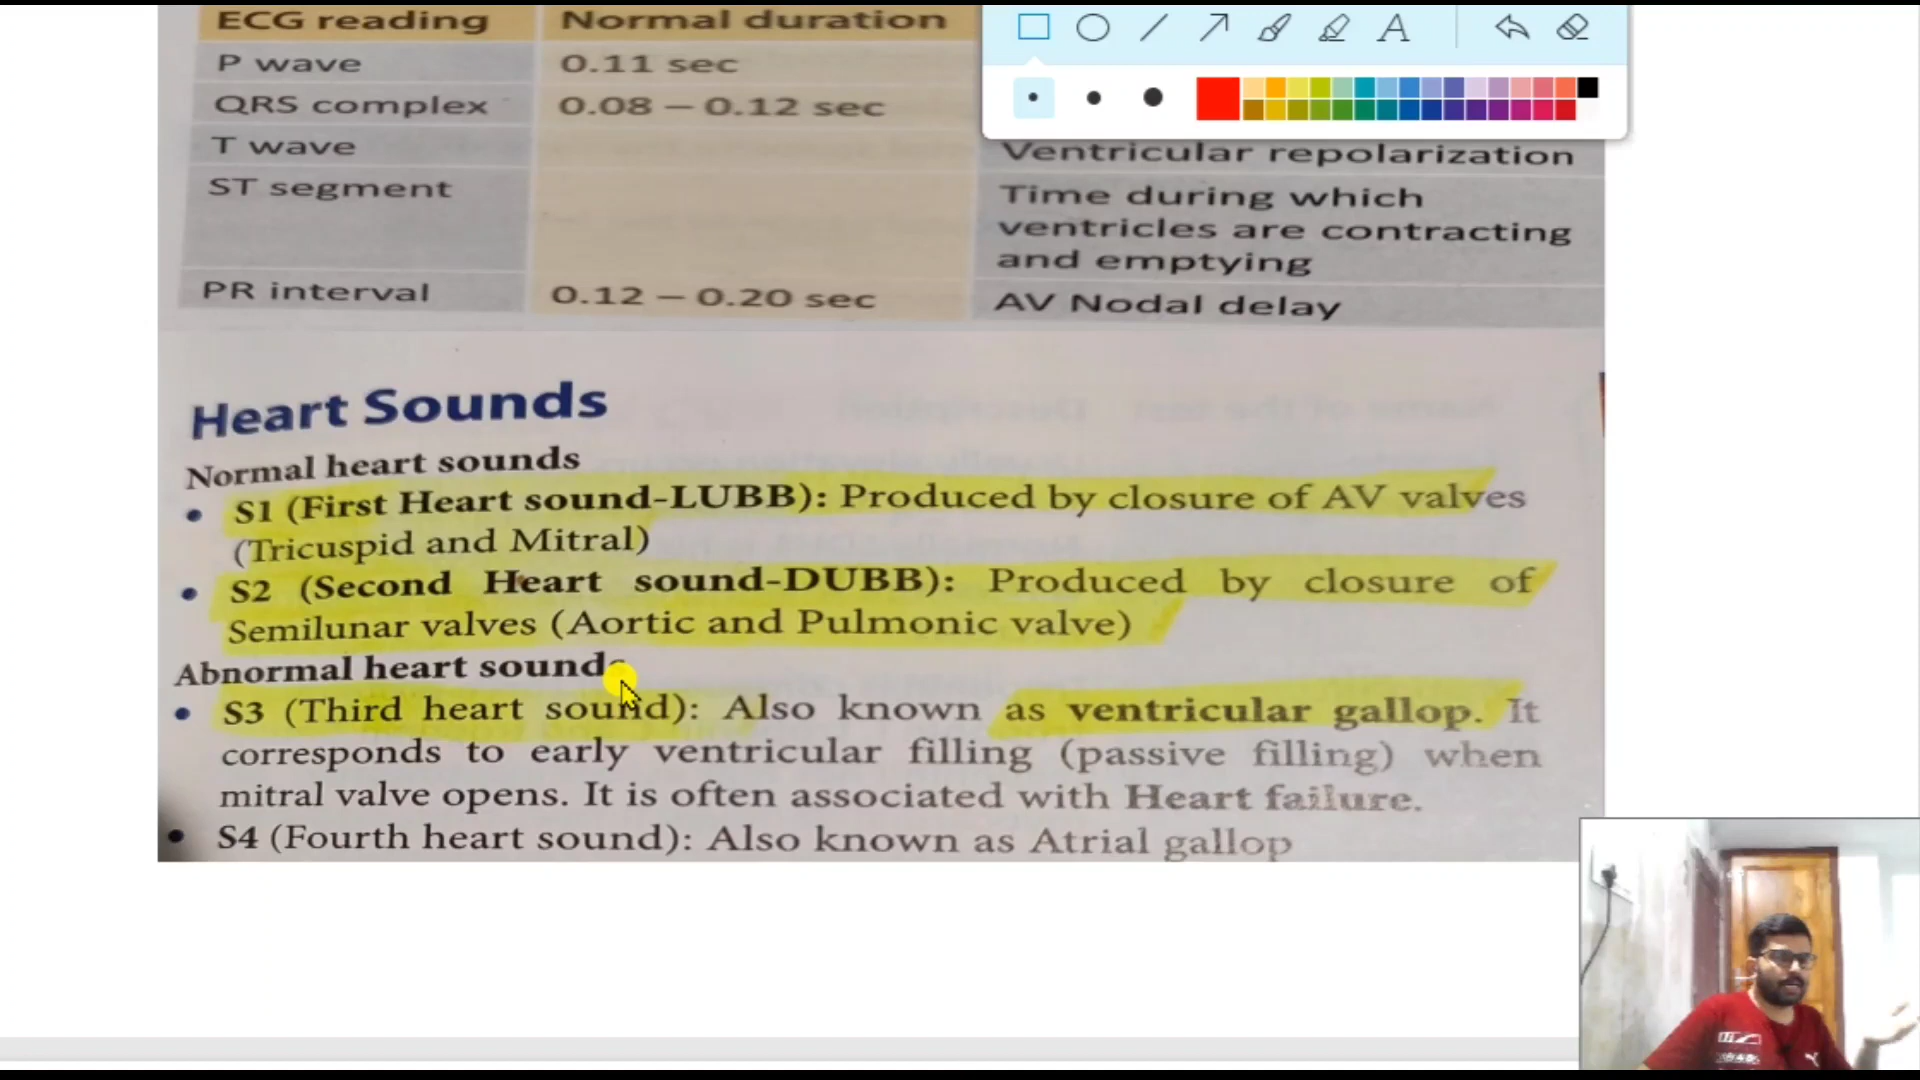 ECG reading Normal duration
P wave 0.11 sec
QRS complex 0.08 – 0.12 sec
T wave Ventricular repolarization
ST segment Time during which
ventricles are contracting
and emptying
PR interval 0.12 – 0.20 sec AV Nodal delay
Heart Sounds
Normal heart sounds
• S1 (First Heart sound-LUBB): Produced by closure of AV valves
(Tricuspid and Mitral)
• S2 (Second Heart sound-DUBB): Produced by closure of
Semilunar valves (Aortic and Pulmonic valve)
Abnormal heart sounds
• S3 (Third heart sound): Also known as ventricular gallop. It
corresponds to early ventricular filling (passive filling) when
mitral valve opens. It is often associated with Heart failure.
• S4 (Fourth heart sound): Also known as Atrial gallop